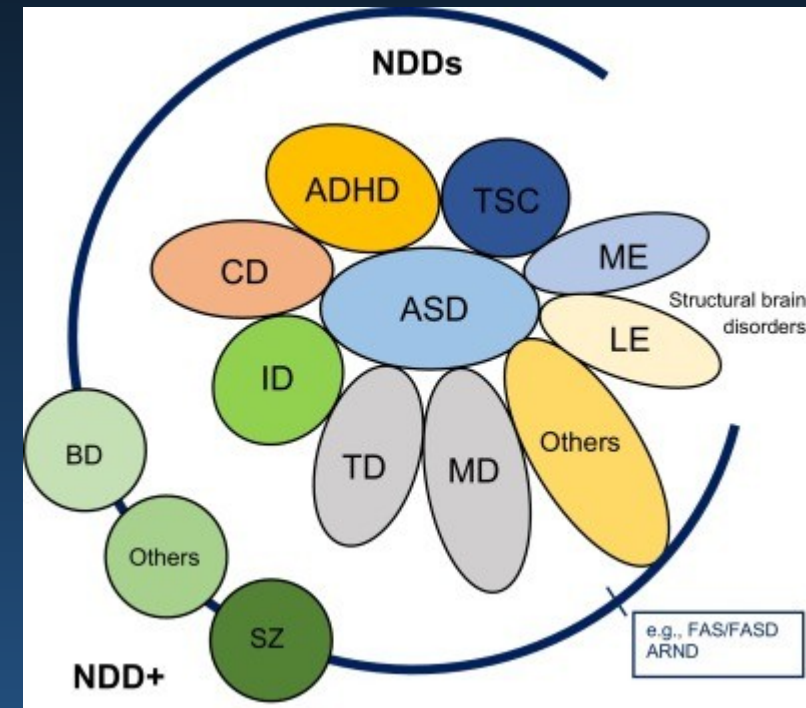 NDDs
ADHD
TSC
CD
ASD
ME
Structural brain
disorders
LE
ID
TD
MD
Others
BD
Others
SZ
NDD+
e.g., FAS/FASD
ARND